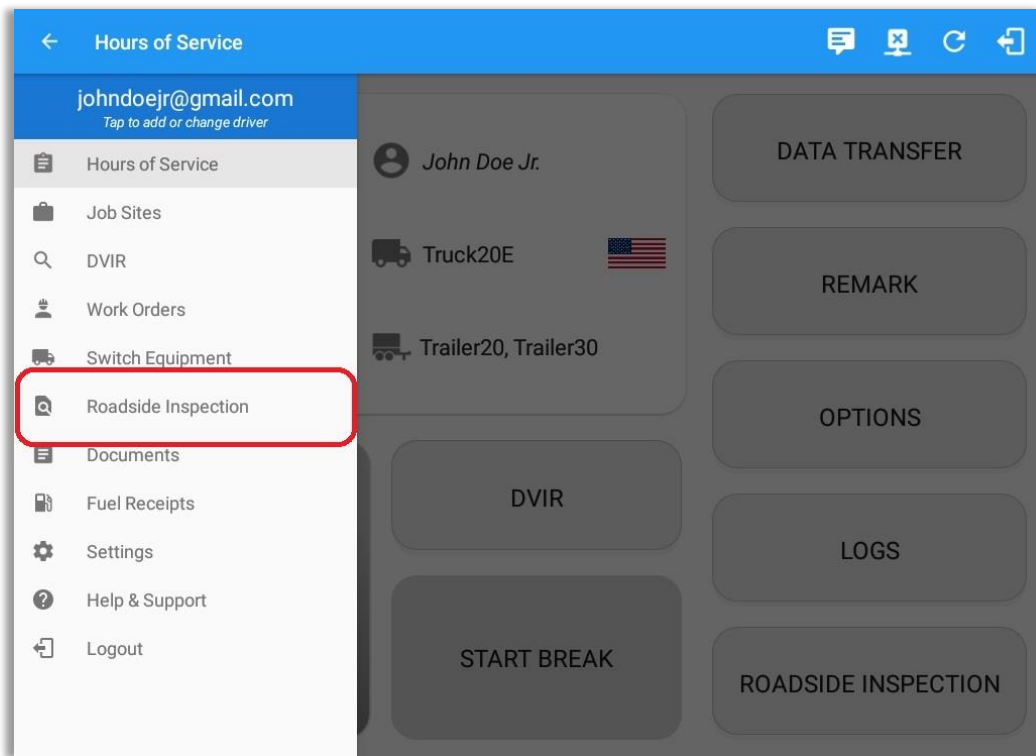 Hours of Service
johndoejr@gmail.com
Tap to add or change driver
Hours of Service
Job Sites
DVIR
Work Orders
Switch Equipment
Roadside Inspection
Documents
Fuel Receipts
Settings
Help & Support
Logout
John Doe Jr.
Truck20E
Trailer20, Trailer30
DVIR
START BREAK
DATA TRANSFER
REMARK
OPTIONS
LOGS
ROADSIDE INSPECTION